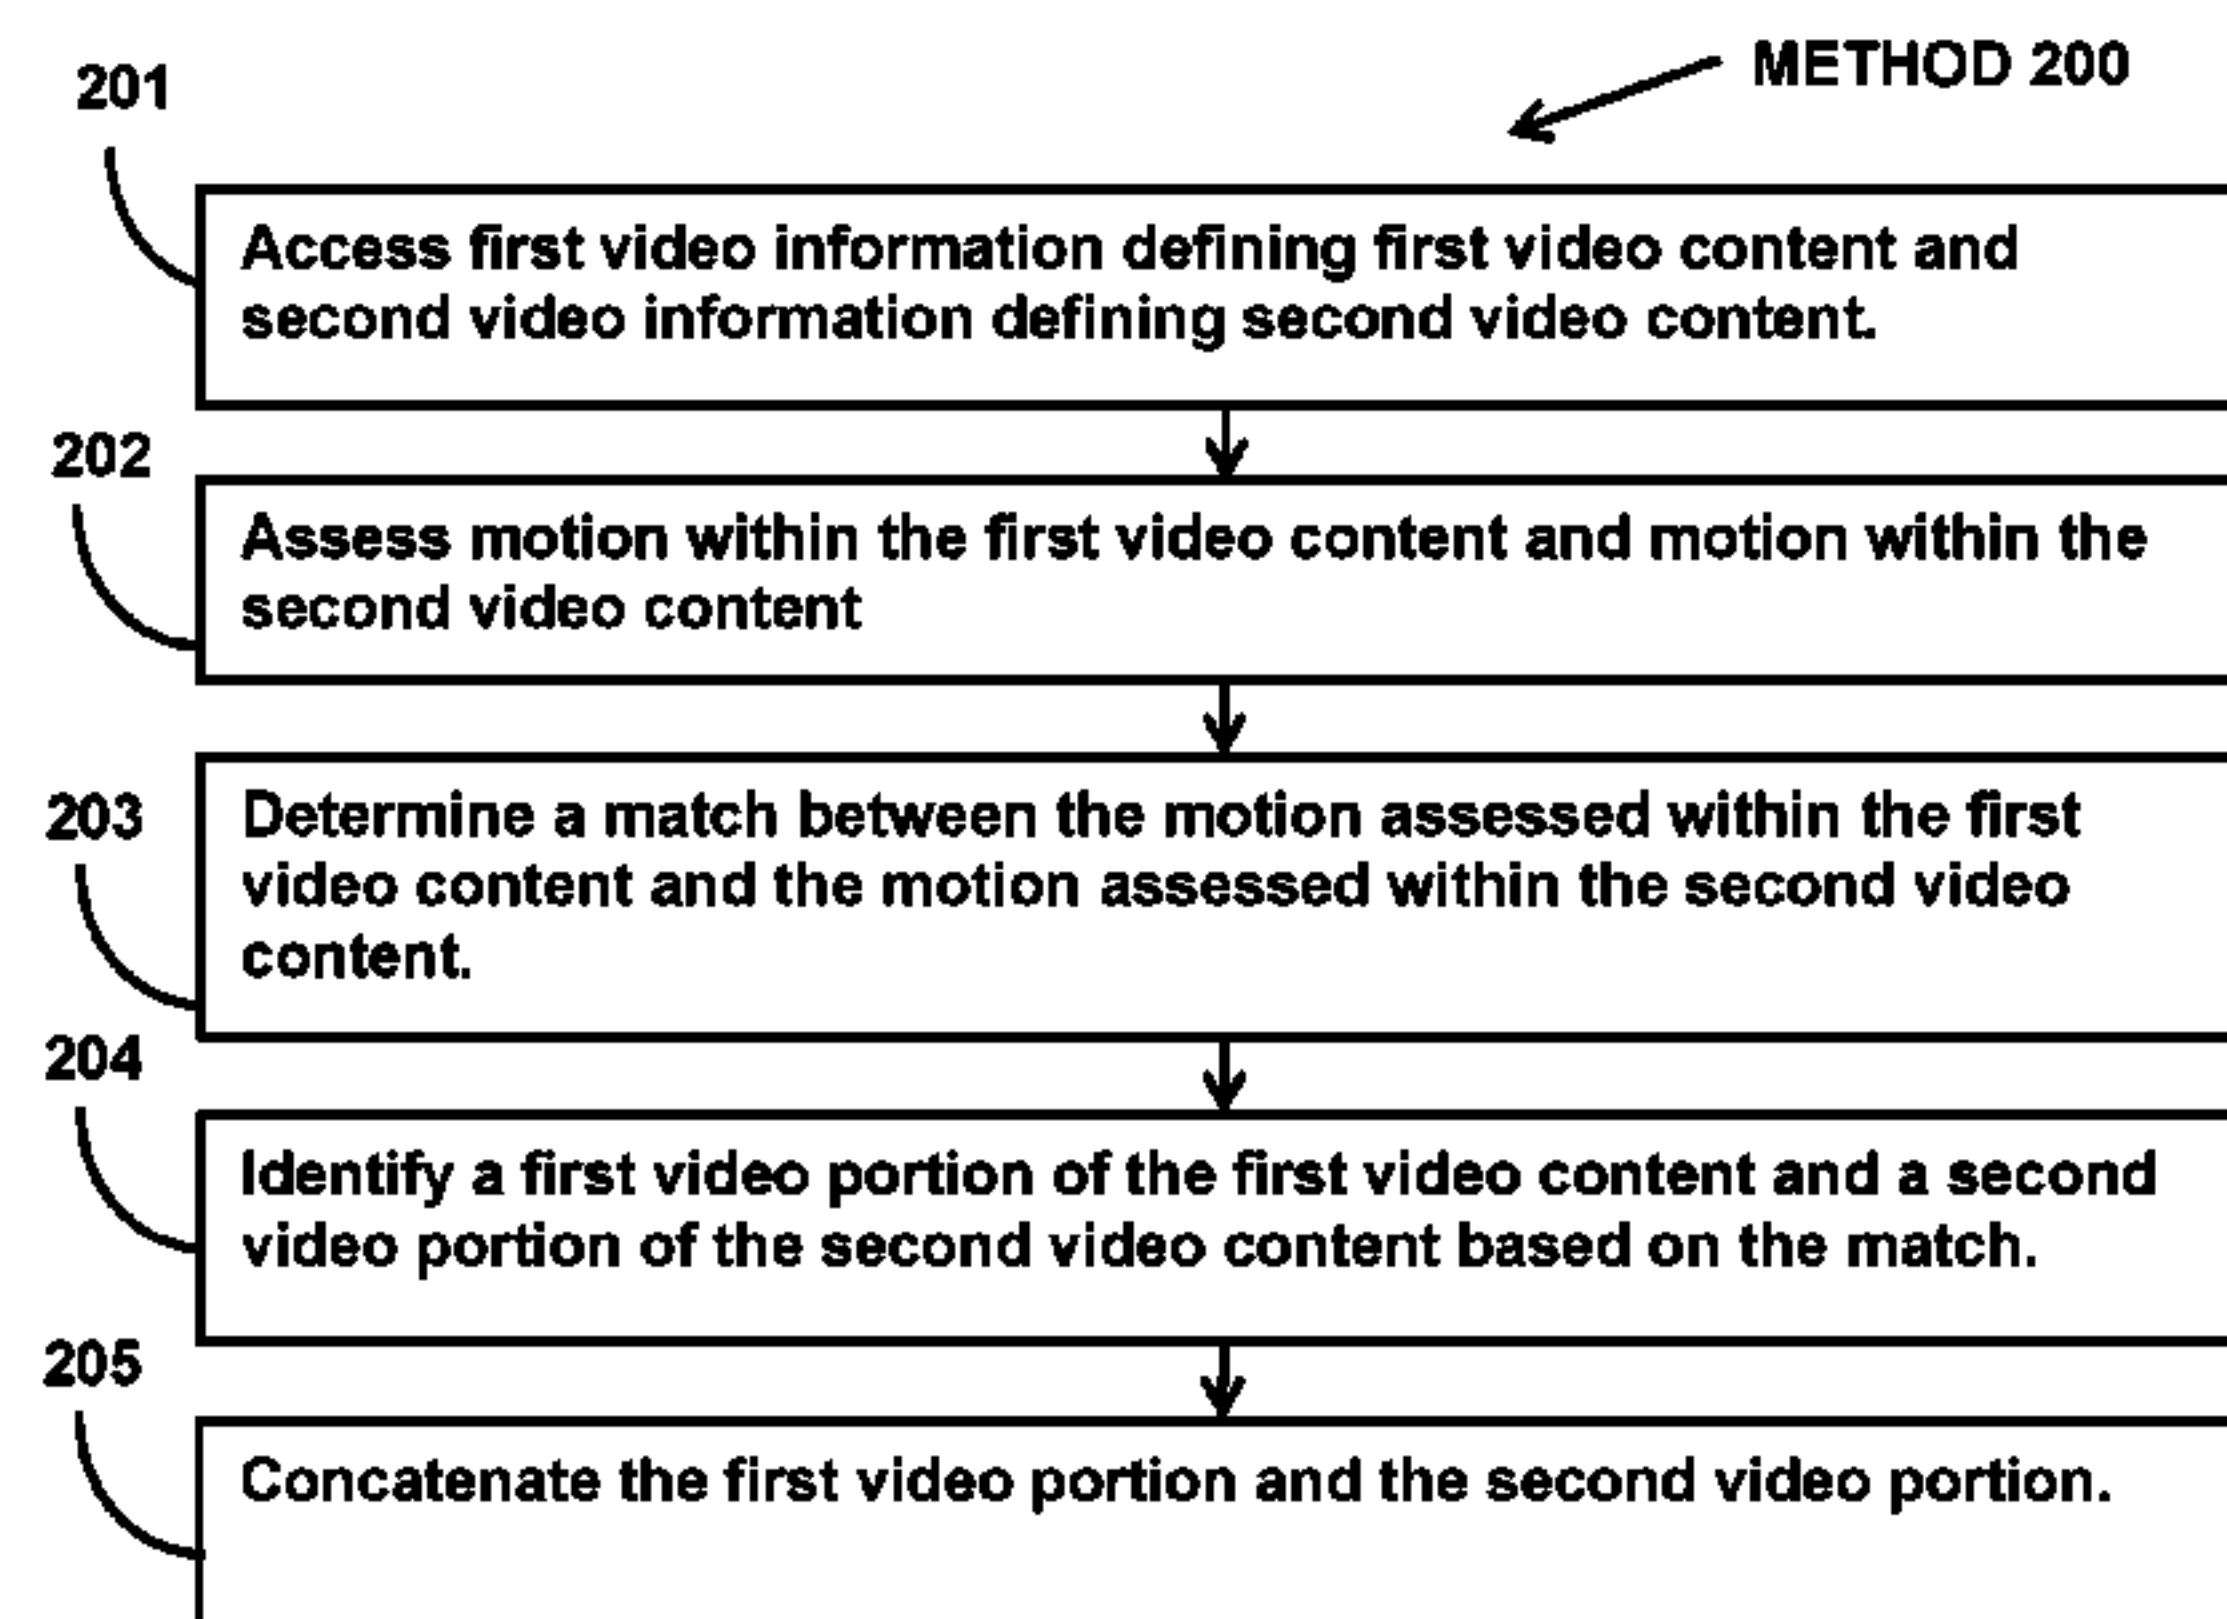 METHOD 200
201
Access first video information defining first video content and
second video information defining second video content.
202
Assess motion within the first video content and motion within the
second video content
203
Determine a match between the motion assessed within the first
video content and the motion assessed within the second video
content.
204
Identify a first video portion of the first video content and a second
video portion of the second video content based on the match.
205
Concatenate the first video portion and the second video portion.